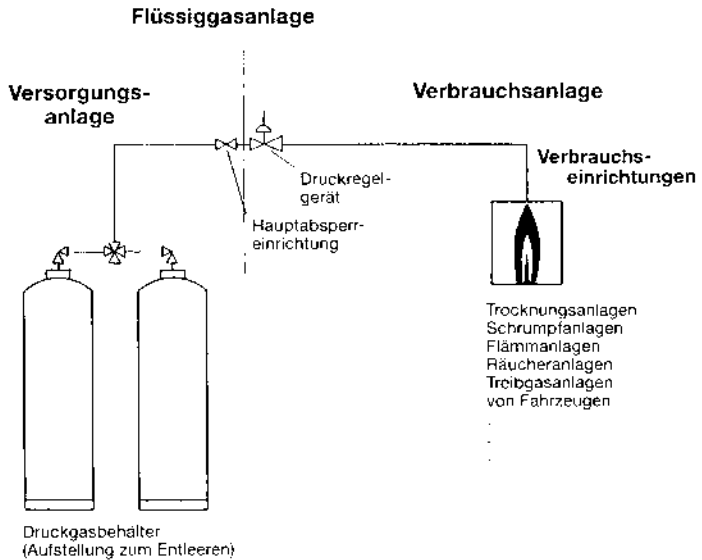 Flüssiggasanlage
Versorgungs-
anlage
Verbrauchsanlage
Verbrauchs-
einrichtungen
Druckregel-
gerät
Hauptabsperr-
einrichtung
Trocknungsanlagen
Schrumpfanlagen
Flämmanlagen
Räucheranlagen
Treibgasanlagen
von Fahrzeugen
.
.
.
Druckgasbehälter
(Aufstellung zum Entleeren)